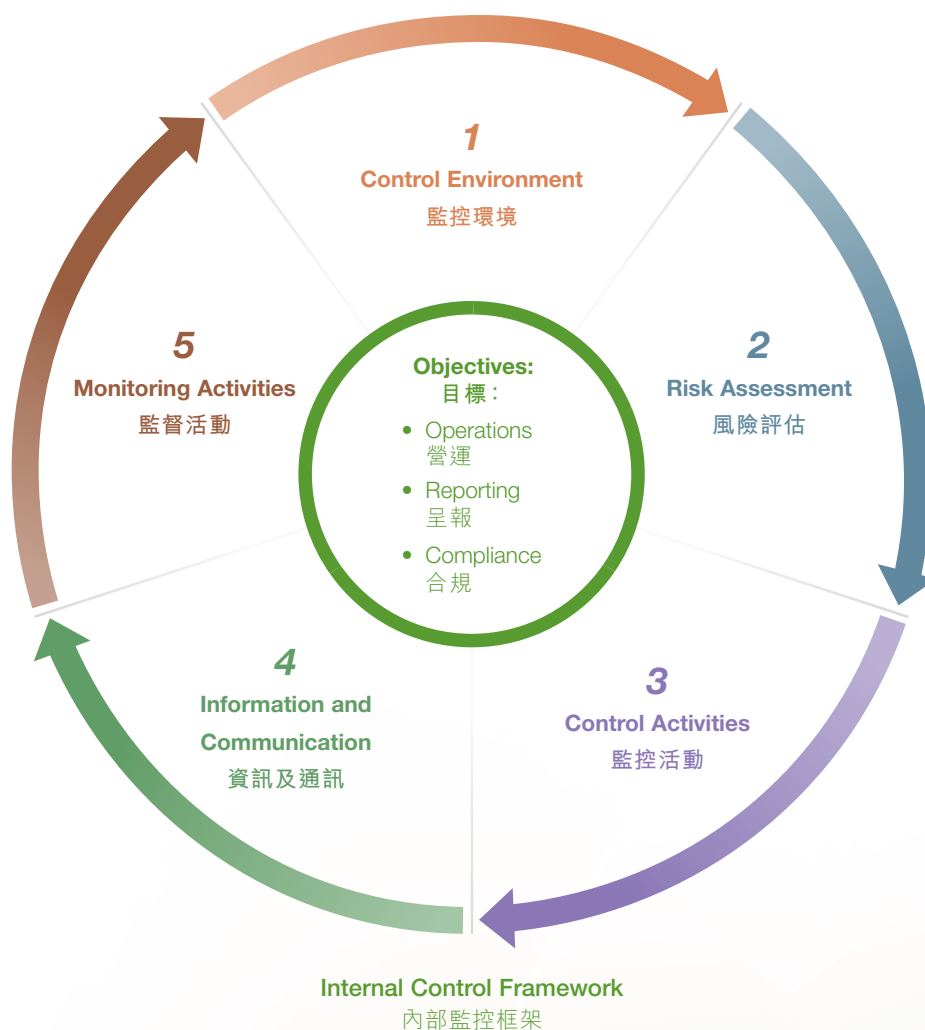 1
Control Environment
監控環境
2
Risk Assessment
風險評估
3
Control Activities
監控活動
4
Information and
Communication
資訊及通訊
5
Monitoring Activities
監督活動
Objectives:
目標：
• Operations
營運
• Reporting
呈報
• Compliance
合規
Internal Control Framework
內部監控框架